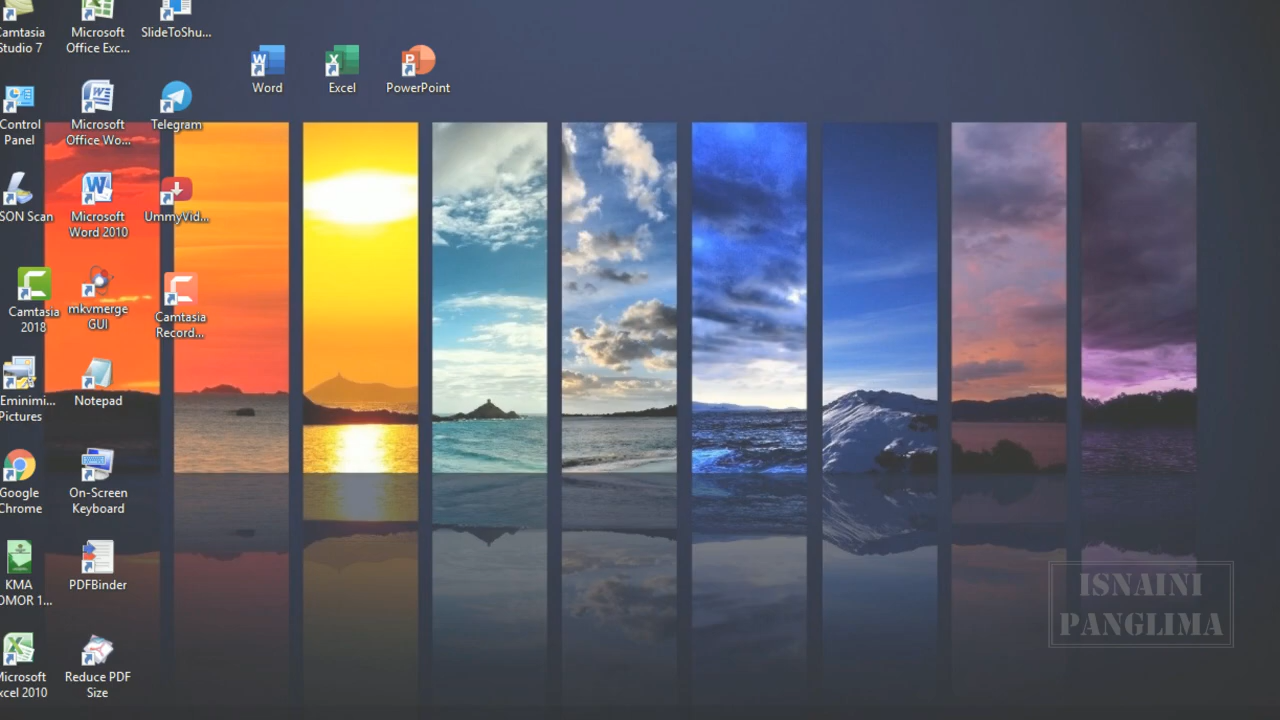 Camtasia
Studio 7
Microsoft
Office Exc...
SlideToShu...
Word
Excel
PowerPoint
Control
Panel
Microsoft
Office Wo...
Telegram
SON Scan
Microsoft
Word 2010
UmmyVid...
Camtasia
2018
mkvmerge
GUI
Camtasia
Record...
Eminimi...
Pictures
Notepad
Google
Chrome
On-Screen
Keyboard
KMA
OMOR 1...
PDFBinder
Microsoft
Excel 2010
Reduce PDF
Size
ISNAINI
PANGLIMA